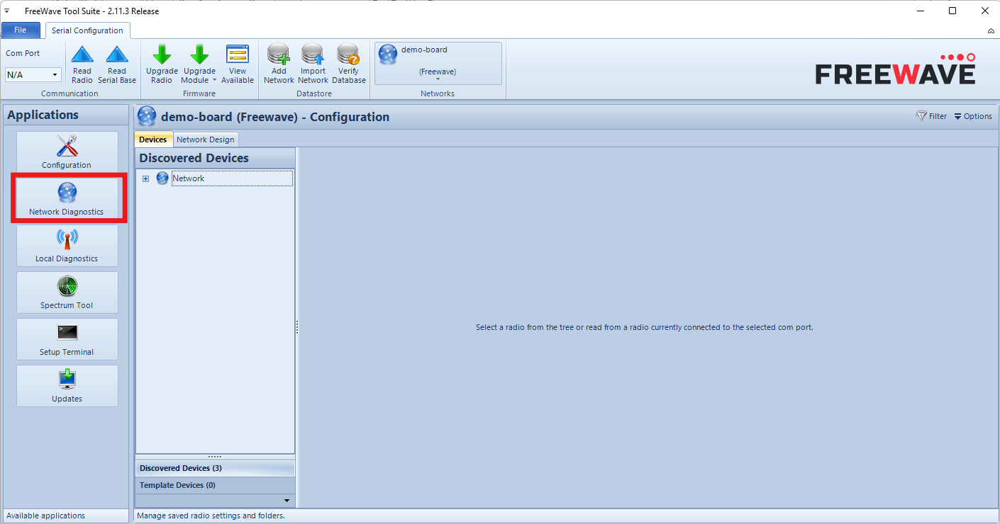 FreeWave Tool Suite - 2.11.3 Release
File
Serial Configuration
Com Port
N/A
Read Radio
Read Serial Base
Communication
Upgrade Radio
Upgrade Module
View Available
Firmware
Add Network
Import Network
Verify Database
Datastore
demo-board
(Freewave)
Networks
FREEWAVE
Applications
Configuration
Network Diagnostics
Local Diagnostics
Spectrum Tool
Setup Terminal
Updates
Available applications
demo-board (Freewave) - Configuration
Filter
Options
Devices
Network Design
Discovered Devices
Network
Select a radio from the tree or read from a radio currently connected to the selected com port.
Discovered Devices (3)
Template Devices (0)
Manage saved radio settings and folders.